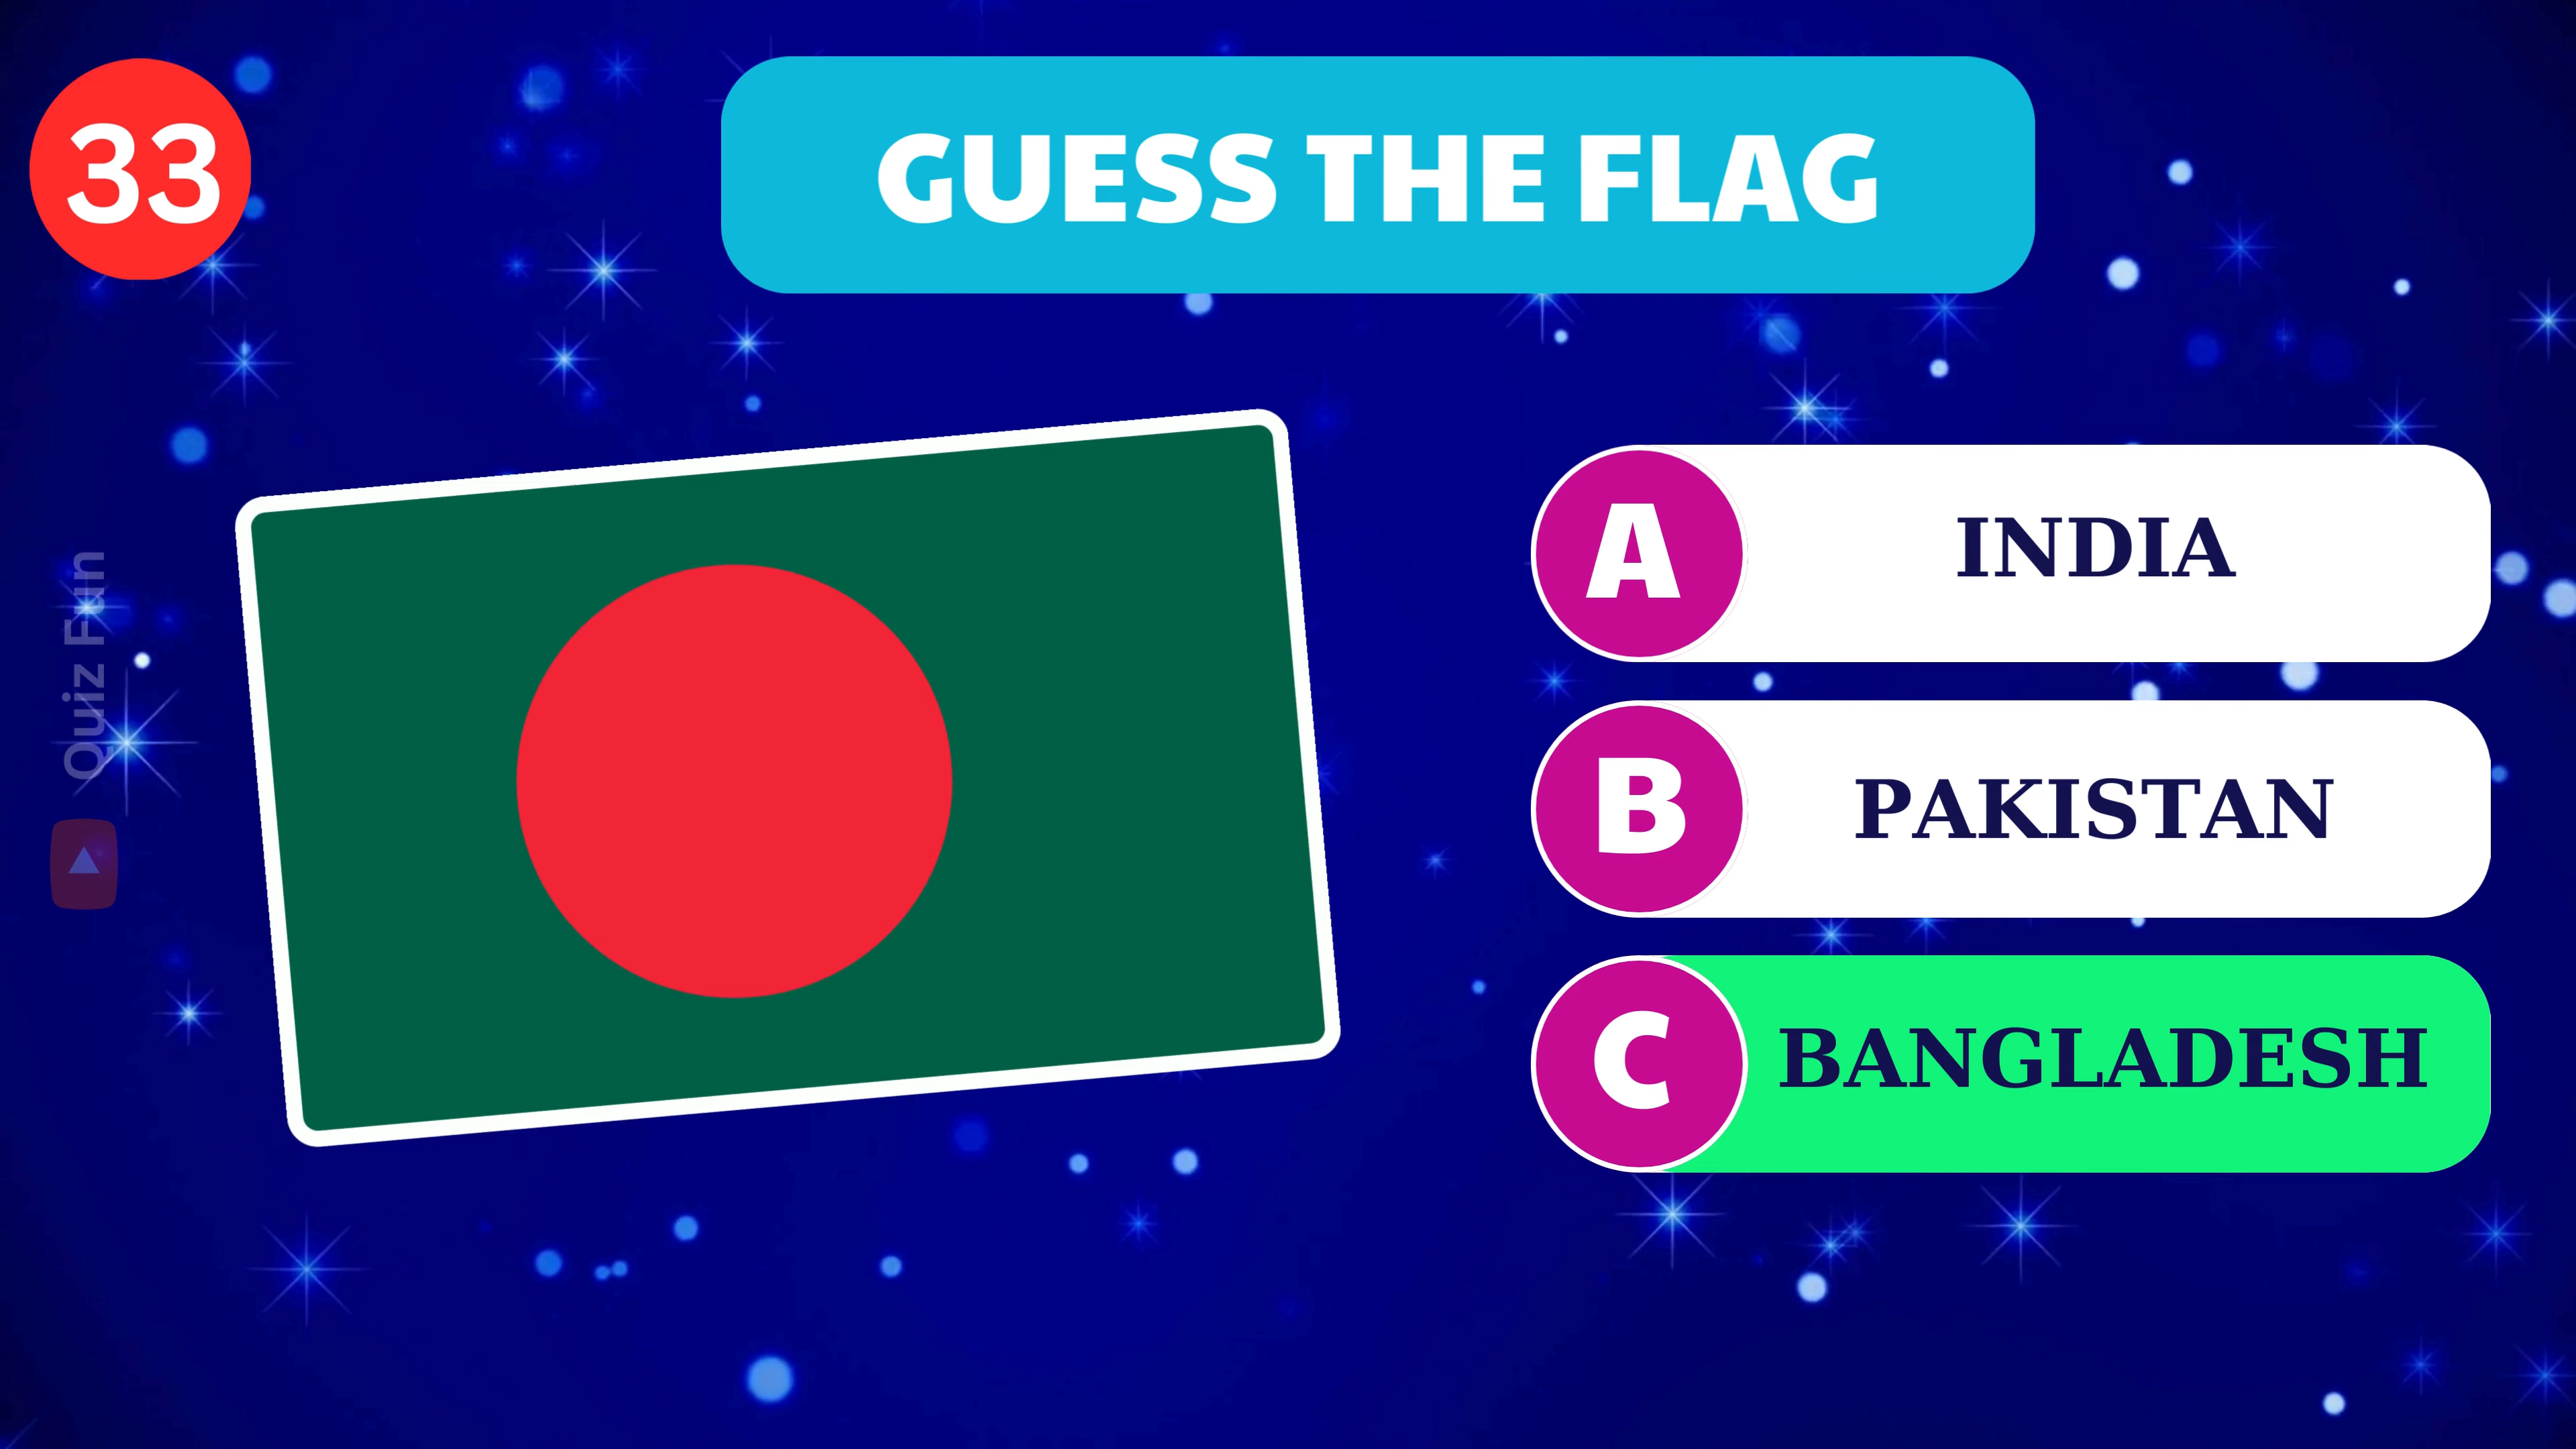 33
GUESS THE FLAG
A INDIA
B PAKISTAN
C BANGLADESH
Quiz Fun